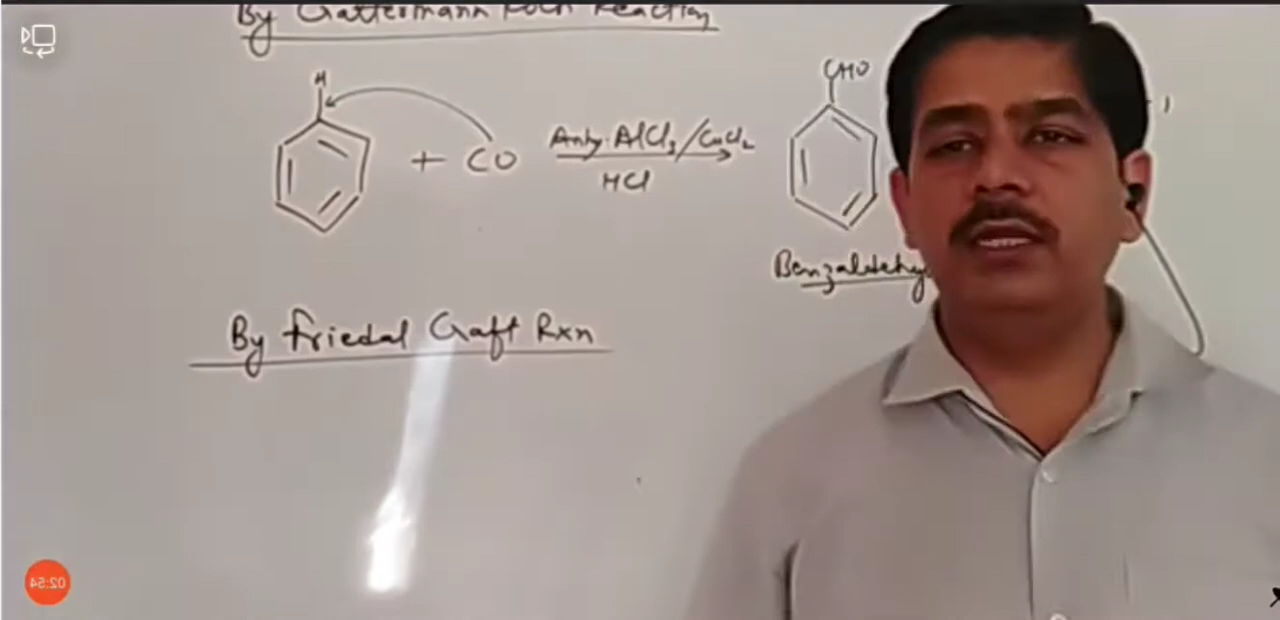 By Gattermann Koch Reaction
H
CHO
+ CO Anhy. AlCl3/CuCl2
HCl
Benzaldehy
By Friedal Craft Rxn
02:54